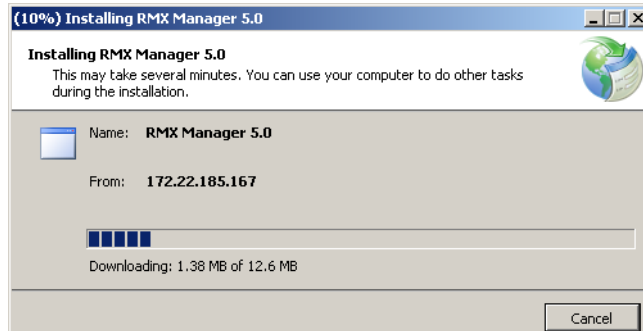 (10%) Installing RMX Manager 5.0
Installing RMX Manager 5.0
This may take several minutes. You can use your computer to do other tasks
during the installation.
Name: RMX Manager 5.0
From: 172.22.185.167
Downloading: 1.38 MB of 12.6 MB
Cancel